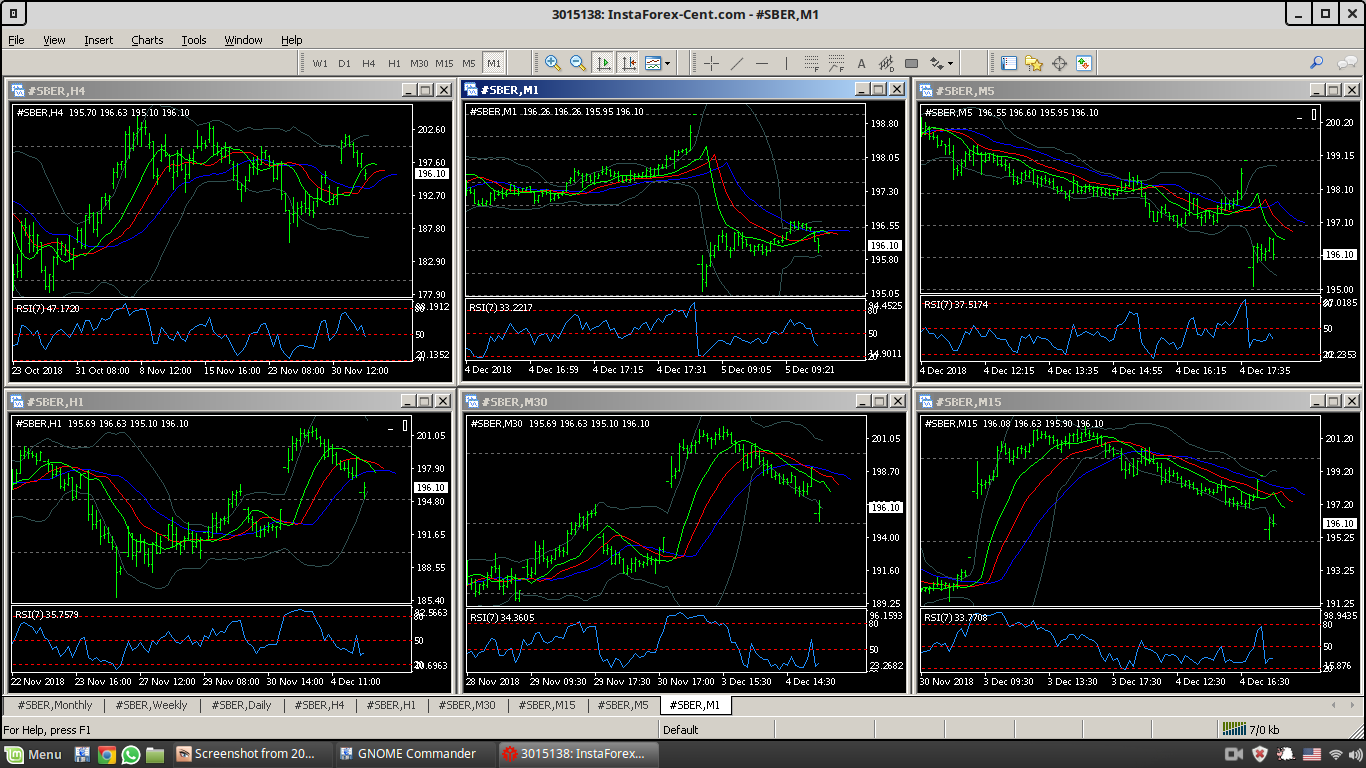 3015138: InstaForex-Cent.com - #SBER,M1
File View Insert Charts Tools Window Help
W1 D1 H4 H1 M30 M15 M5 M1
#SBER,H4
#SBER,H4 195.70 196.63 195.10 196.10
202.60
197.60
196.10
192.70
187.80
182.90
177.90
RSI(7) 47.1720
80
50
23 Oct 2018 31 Oct 08:00 8 Nov 12:00 15 Nov 16:00 23 Nov 08:00 30 Nov 12:00
#SBER,M1
#SBER,M1 196.26 196.26 195.95 196.10
198.80
198.05
197.30
196.55
196.10
195.80
195.05
RSI(7) 33.2217
94.4525
80
50
14.9011
20
4 Dec 2018 4 Dec 16:59 4 Dec 17:15 4 Dec 17:31 5 Dec 09:05 5 Dec 09:21
#SBER,M5
#SBER,M5 196.55 196.60 195.95 196.10
200.20
199.15
198.10
197.10
196.10
195.00
RSI(7) 37.5174
50
4 Dec 2018 4 Dec 12:15 4 Dec 13:35 4 Dec 14:55 4 Dec 16:15 4 Dec 17:35
#SBER,H1
#SBER,H1 195.69 196.63 195.10 196.10
201.05
197.90
196.10
194.80
191.65
188.55
185.40
RSI(7) 35.7579
80
50
20
22 Nov 2018 23 Nov 16:00 27 Nov 12:00 29 Nov 08:00 30 Nov 14:00 4 Dec 11:00
#SBER,M30
#SBER,M30 195.69 196.63 195.10 196.10
201.05
198.70
196.10
194.00
191.60
189.25
RSI(7) 34.3605
96.1593
80
50
28 Nov 2018 29 Nov 09:30 29 Nov 13:30 30 Nov 17:00 3 Dec 15:30 4 Dec 14:30
#SBER,M15
#SBER,M15 196.08 196.63 195.90 196.10
201.20
199.20
197.20
196.10
195.25
193.25
191.25
RSI(7) 33.7708
98.9435
80
50
30 Nov 2018 3 Dec 09:30 3 Dec 13:30 3 Dec 17:30 4 Dec 12:30 4 Dec 16:30
#SBER,Monthly #SBER,Weekly #SBER,Daily #SBER,H4 #SBER,H1 #SBER,M30 #SBER,M15 #SBER,M5 #SBER,M1
For Help, press F1 Default 7/0 kb
Menu Screenshot from 20... GNOME Commander 3015138: InstaForex...